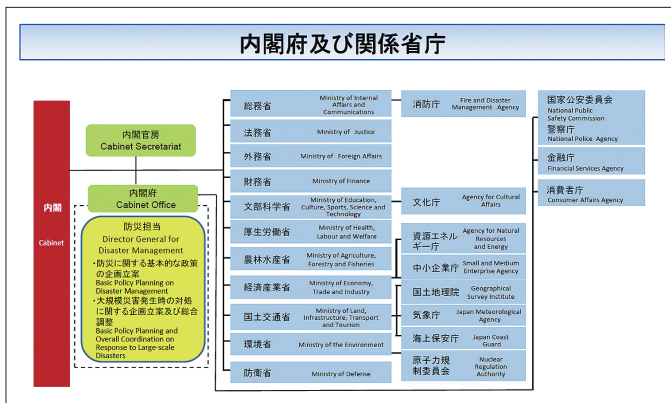 内閣府及び関係省庁
内閣
Cabinet
内閣官房
Cabinet Secretariat
内閣府
Cabinet Office
防災担当
Director General for
Disaster Management
・防災に関する基本的な政策
の企画立案
Basic Policy Planning on
Disaster Management
・大規模災害発生時の対処
に関する企画立案及び総合
調整
Basic Policy Planning and
Overall Coordination on
Response to Large-scale
Disasters
総務省
Ministry of Internal
Affairs and
Communications
法務省
Ministry of Justice
外務省
Ministry of Foreign Affairs
財務省
Ministry of Finance
文部科学省
Ministry of Education,
Culture, Sports, Science and
Technology
厚生労働省
Ministry of Health,
Labour and Welfare
農林水産省
Ministry of Agriculture,
Forestry and Fisheries
経済産業省
Ministry of Economy,
Trade and Industry
国土交通省
Ministry of Land,
Infrastructure, Transport
and Tourism
環境省
Ministry of the Environment
防衛省
Ministry of Defense
消防庁
Fire and Disaster
Management Agency
文化庁
Agency for Cultural
Affairs
資源エネル
ギー庁
Agency for Natural
Resources
and Energy
中小企業庁
Small and Medium
Enterprise Agency
国土地理院
Geographical
Survey Institute
気象庁
Japan Meteorological
Agency
海上保安庁
Japan Coast
Guard
原子力規
制委員会
Nuclear
Regulation
Authority
国家公安委員会
National Public
Safety Commission
警察庁
National Police Agency
金融庁
Financial Services Agency
消費者庁
Consumer Affairs Agency